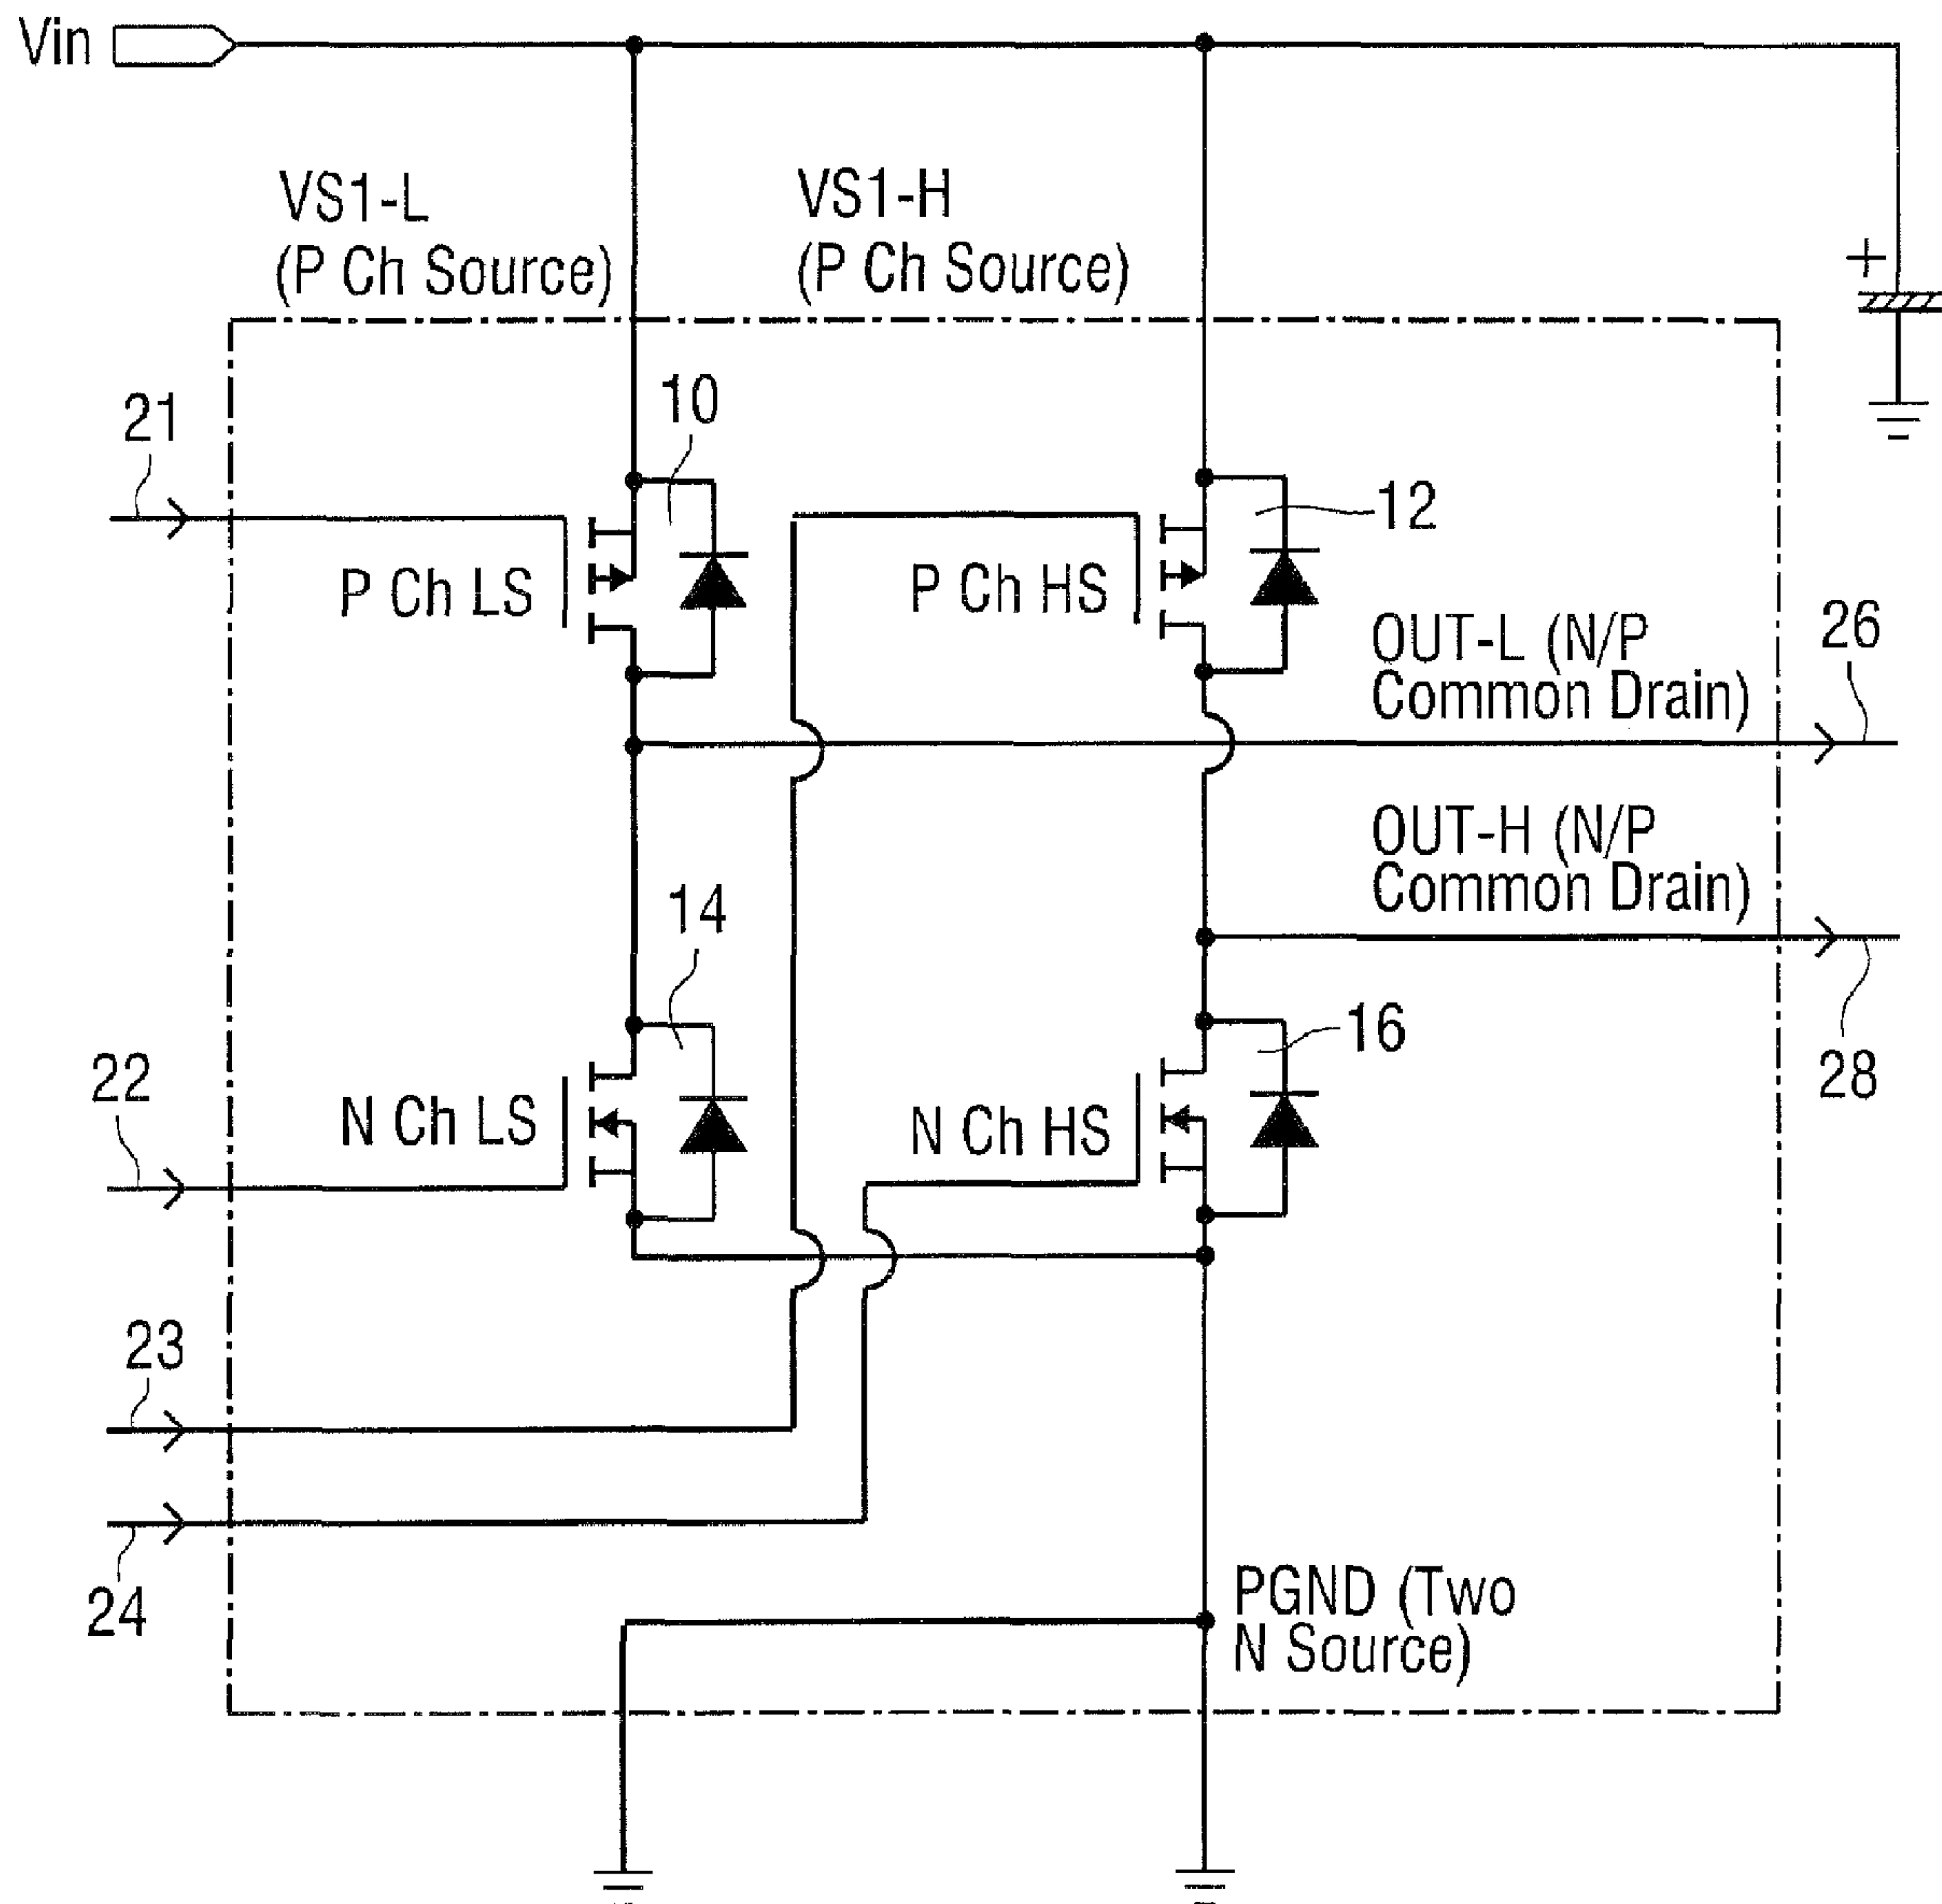 Vin
VS1-L
(P Ch Source)
VS1-H
(P Ch Source)
+
10
21
12
P Ch LS
P Ch HS
OUT-L (N/P
Common Drain)
26
OUT-H (N/P
Common Drain)
14
16
22
28
N Ch LS
N Ch HS
23
24
PGND (Two
N Source)